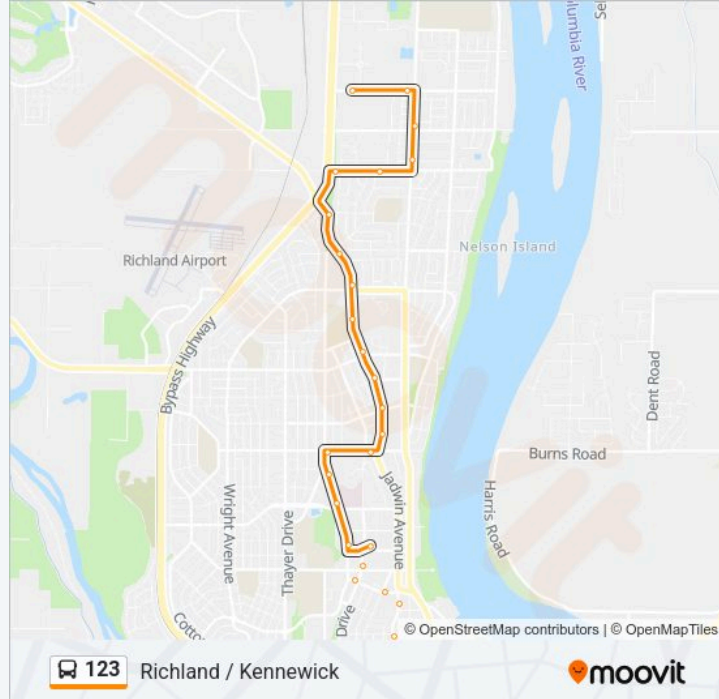 Columbia River
Nelson Island
Richland Airport
Bypass Highway
Dent Road
Burns Road
Harris Road
Jadwin Avenue
Wright Avenue
Thayer Drive
Drive
© OpenStreetMap contributors | © OpenMapTiles
123
Richland / Kennewick
moovit